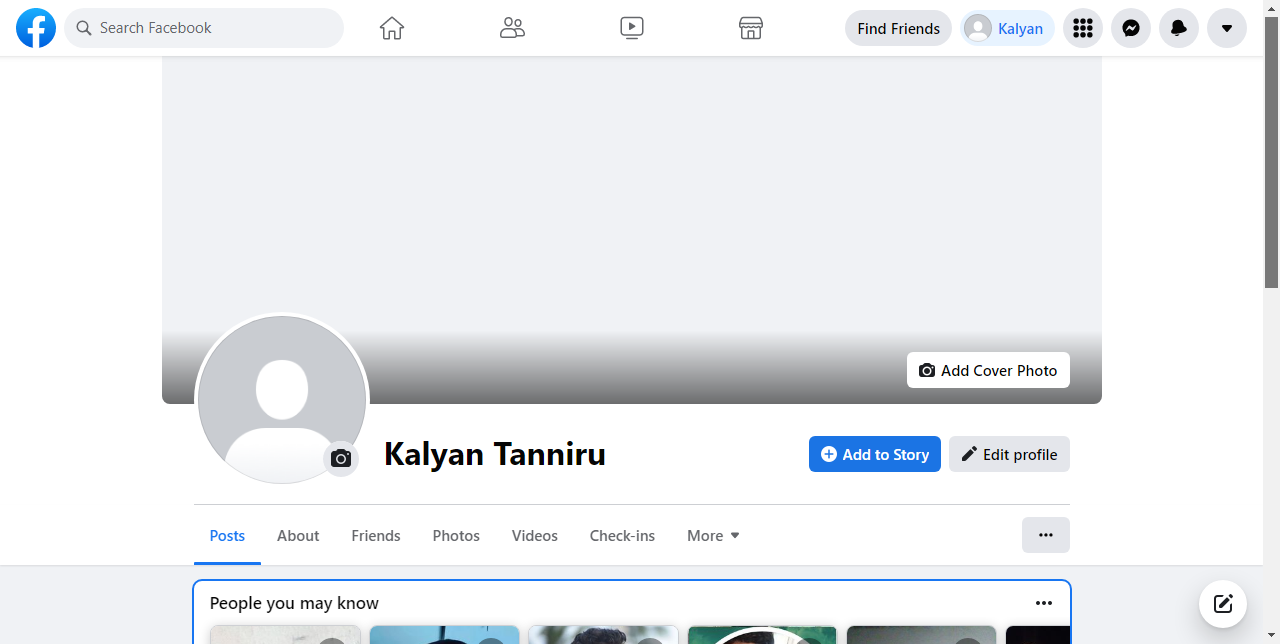 Search Facebook
Find Friends
Kalyan
Add Cover Photo
Kalyan Tanniru
Add to Story
Edit profile
Posts About Friends Photos Videos Check-ins More
People you may know